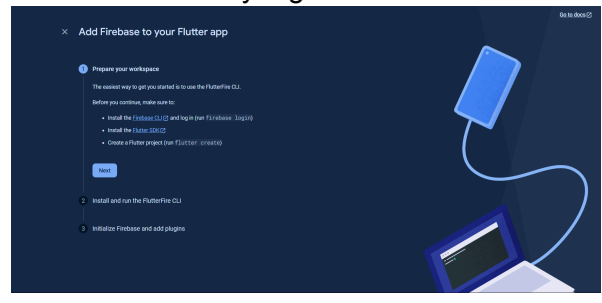 Go to docs
× Add Firebase to your Flutter app
1 Prepare your workspace
The easiest way to get you started is to use the FlutterFire CLI.
Before you continue, make sure to:
• Install the Firebase CLI and log in (run firebase login)
• Install the Flutter SDK
• Create a Flutter project (run flutter create)
Next
2 Install and run the FlutterFire CLI
3 Initialize Firebase and add plugins